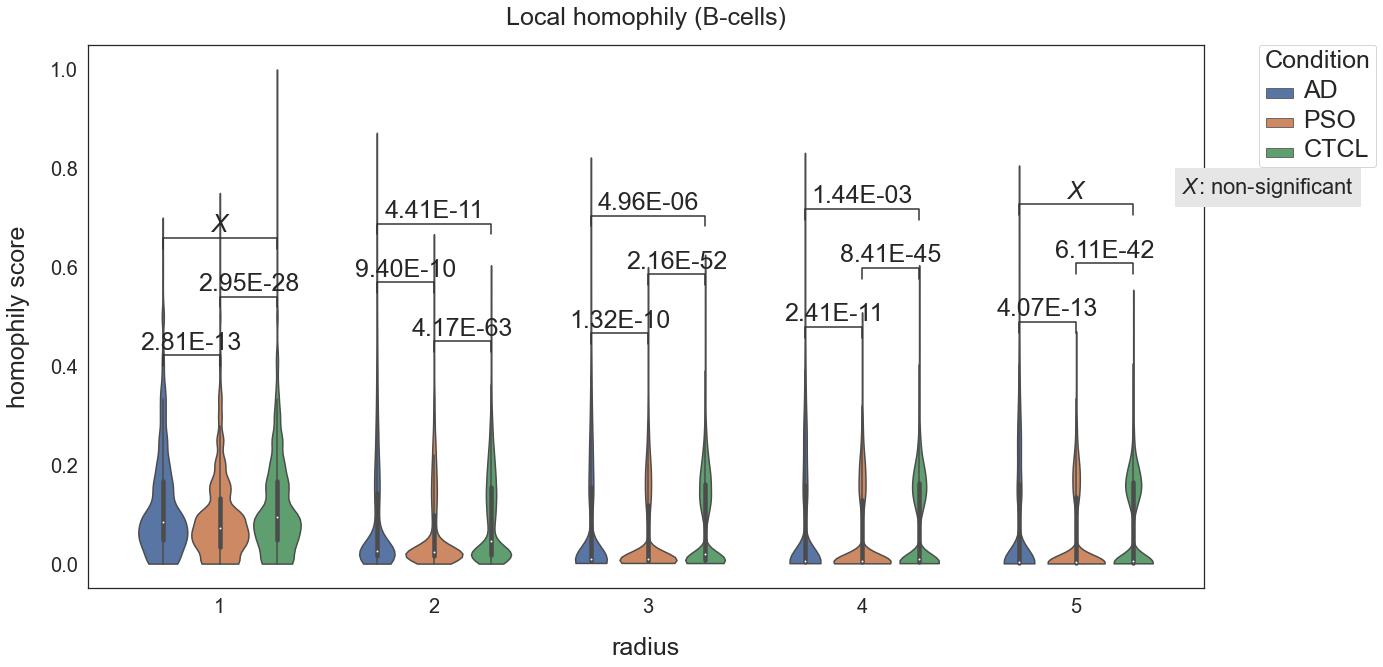 Local homophily (B-cells)
homophily score
1.0
0.8
0.6
0.4
0.2
0.0
X
2.95E-28
2.81E-13
4.41E-11
9.40E-10
4.17E-63
4.96E-06
2.16E-52
1.32E-10
1.44E-03
8.41E-45
2.41E-11
X
6.11E-42
4.07E-13
1 2 3 4 5
radius
Condition
AD
PSO
CTCL
X: non-significant